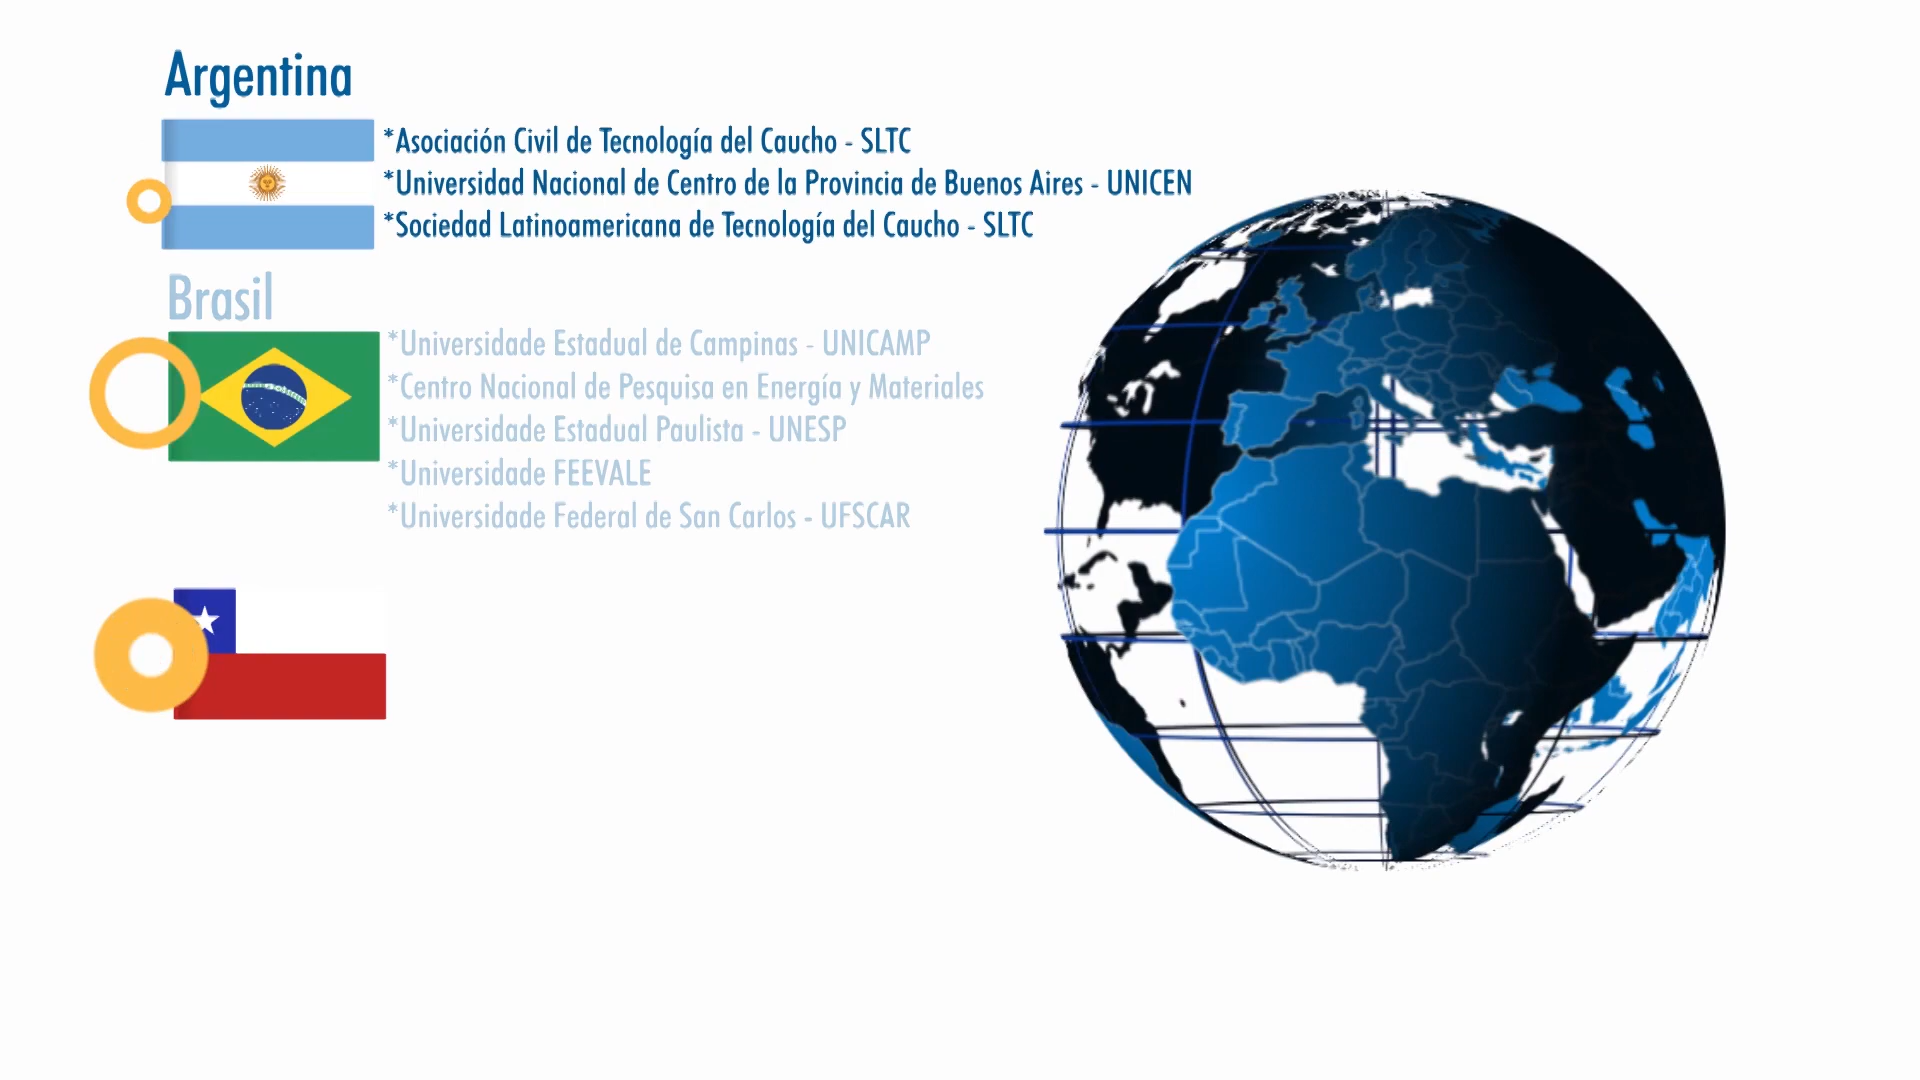 Argentina
*Asociación Civil de Tecnología del Caucho - SLTC
*Universidad Nacional de Centro de la Provincia de Buenos Aires - UNICEN
*Sociedad Latinoamericana de Tecnología del Caucho - SLTC
Brasil
*Universidade Estadual de Campinas - UNICAMP
*Centro Nacional de Pesquisa en Energía y Materiales
*Universidade Estadual Paulista - UNESP
*Universidade FEEVALE
*Universidade Federal de San Carlos - UFSCAR